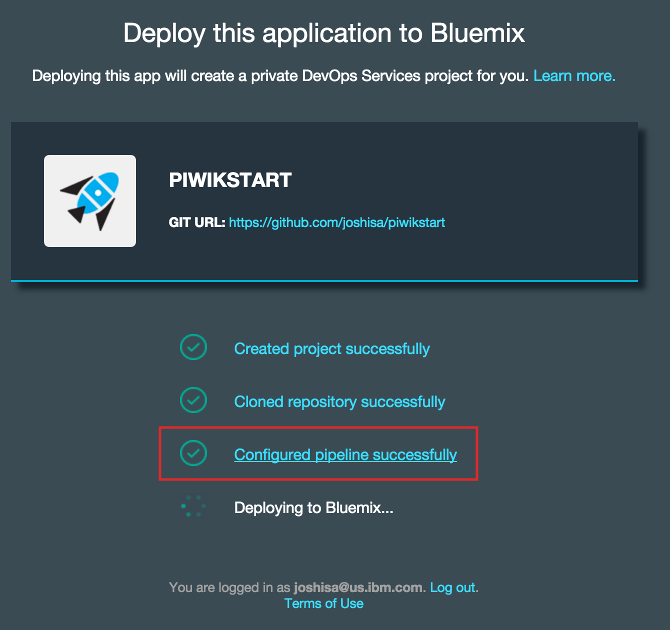 Deploy this application to Bluemix
Deploying this app will create a private DevOps Services project for you. Learn more.
PIWIKSTART
GIT URL: https://github.com/joshisa/piwikstart
Created project successfully
Cloned repository successfully
Configured pipeline successfully
Deploying to Bluemix...
You are logged in as joshisa@us.ibm.com. Log out.
Terms of Use